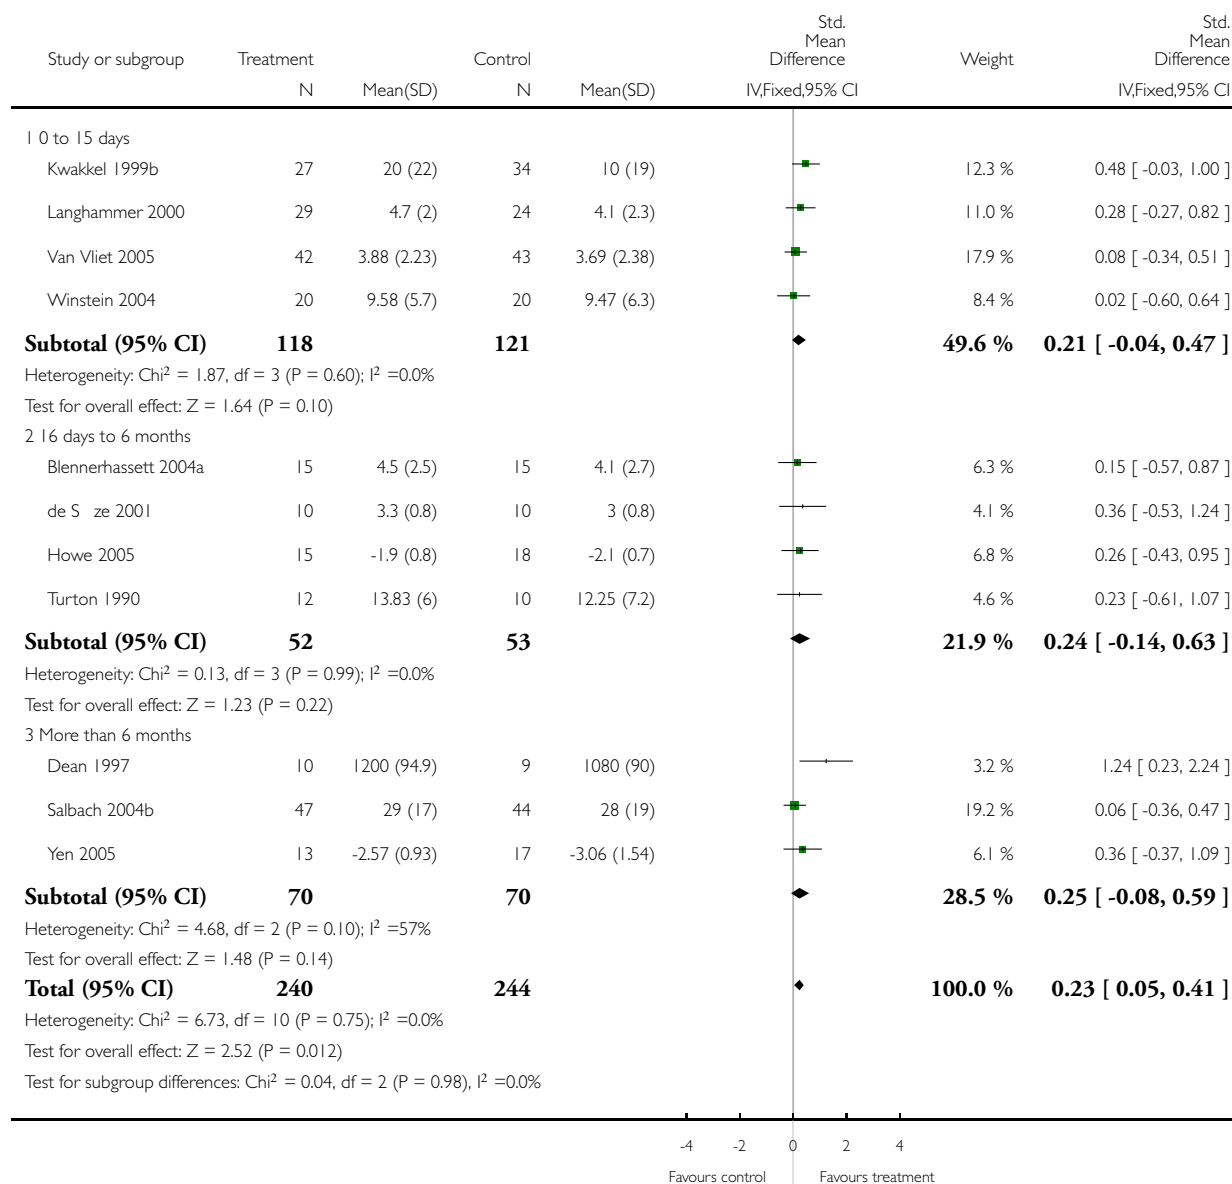 Std.
Mean
Difference
Std.
Mean
Difference
Study or subgroup Treatment Control Weight
N Mean(SD) N Mean(SD) IV,Fixed,95% CI IV,Fixed,95% CI
1 0 to 15 days
Kwakkel 1999b 27 20 (22) 34 10 (19) 12.3 % 0.48 [ -0.03, 1.00 ]
Langhammer 2000 29 4.7 (2) 24 4.1 (2.3) 11.0 % 0.28 [ -0.27, 0.82 ]
Van Vliet 2005 42 3.88 (2.23) 43 3.69 (2.38) 17.9 % 0.08 [ -0.34, 0.51 ]
Winstein 2004 20 9.58 (5.7) 20 9.47 (6.3) 8.4 % 0.02 [ -0.60, 0.64 ]
Subtotal (95% CI) 118 121 49.6 % 0.21 [ -0.04, 0.47 ]
Heterogeneity: Chi² = 1.87, df = 3 (P = 0.60); I² =0.0%
Test for overall effect: Z = 1.64 (P = 0.10)
2 16 days to 6 months
Blennerhassett 2004a 15 4.5 (2.5) 15 4.1 (2.7) 6.3 % 0.15 [ -0.57, 0.87 ]
de S ze 2001 10 3.3 (0.8) 10 3 (0.8) 4.1 % 0.36 [ -0.53, 1.24 ]
Howe 2005 15 -1.9 (0.8) 18 -2.1 (0.7) 6.8 % 0.26 [ -0.43, 0.95 ]
Turton 1990 12 13.83 (6) 10 12.25 (7.2) 4.6 % 0.23 [ -0.61, 1.07 ]
Subtotal (95% CI) 52 53 21.9 % 0.24 [ -0.14, 0.63 ]
Heterogeneity: Chi² = 0.13, df = 3 (P = 0.99); I² =0.0%
Test for overall effect: Z = 1.23 (P = 0.22)
3 More than 6 months
Dean 1997 10 1200 (94.9) 9 1080 (90) 3.2 % 1.24 [ 0.23, 2.24 ]
Salbach 2004b 47 29 (17) 44 28 (19) 19.2 % 0.06 [ -0.36, 0.47 ]
Yen 2005 13 -2.57 (0.93) 17 -3.06 (1.54) 6.1 % 0.36 [ -0.37, 1.09 ]
Subtotal (95% CI) 70 70 28.5 % 0.25 [ -0.08, 0.59 ]
Heterogeneity: Chi² = 4.68, df = 2 (P = 0.10); I² =57%
Test for overall effect: Z = 1.48 (P = 0.14)
Total (95% CI) 240 244 100.0 % 0.23 [ 0.05, 0.41 ]
Heterogeneity: Chi² = 6.73, df = 10 (P = 0.75); I² =0.0%
Test for overall effect: Z = 2.52 (P = 0.012)
Test for subgroup differences: Chi² = 0.04, df = 2 (P = 0.98), I² =0.0%
-4 -2 0 2 4
Favours control Favours treatment